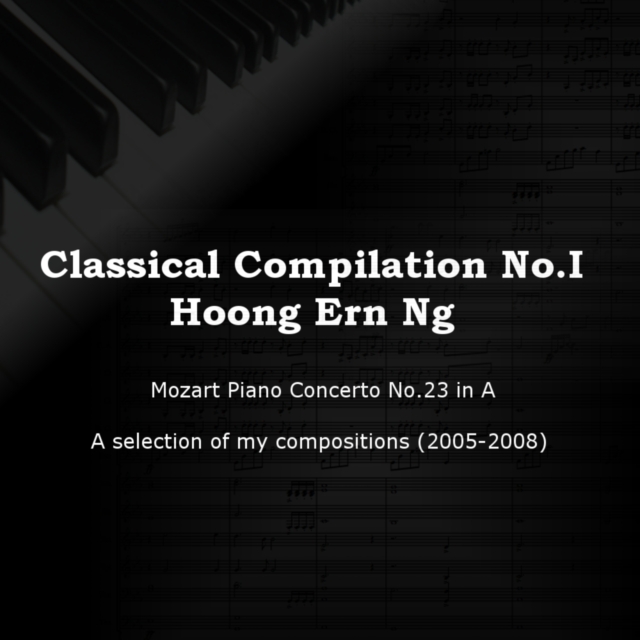 Classical Compilation No.I
Hoong Ern Ng
Mozart Piano Concerto No.23 in A
A selection of my compositions (2005-2008)